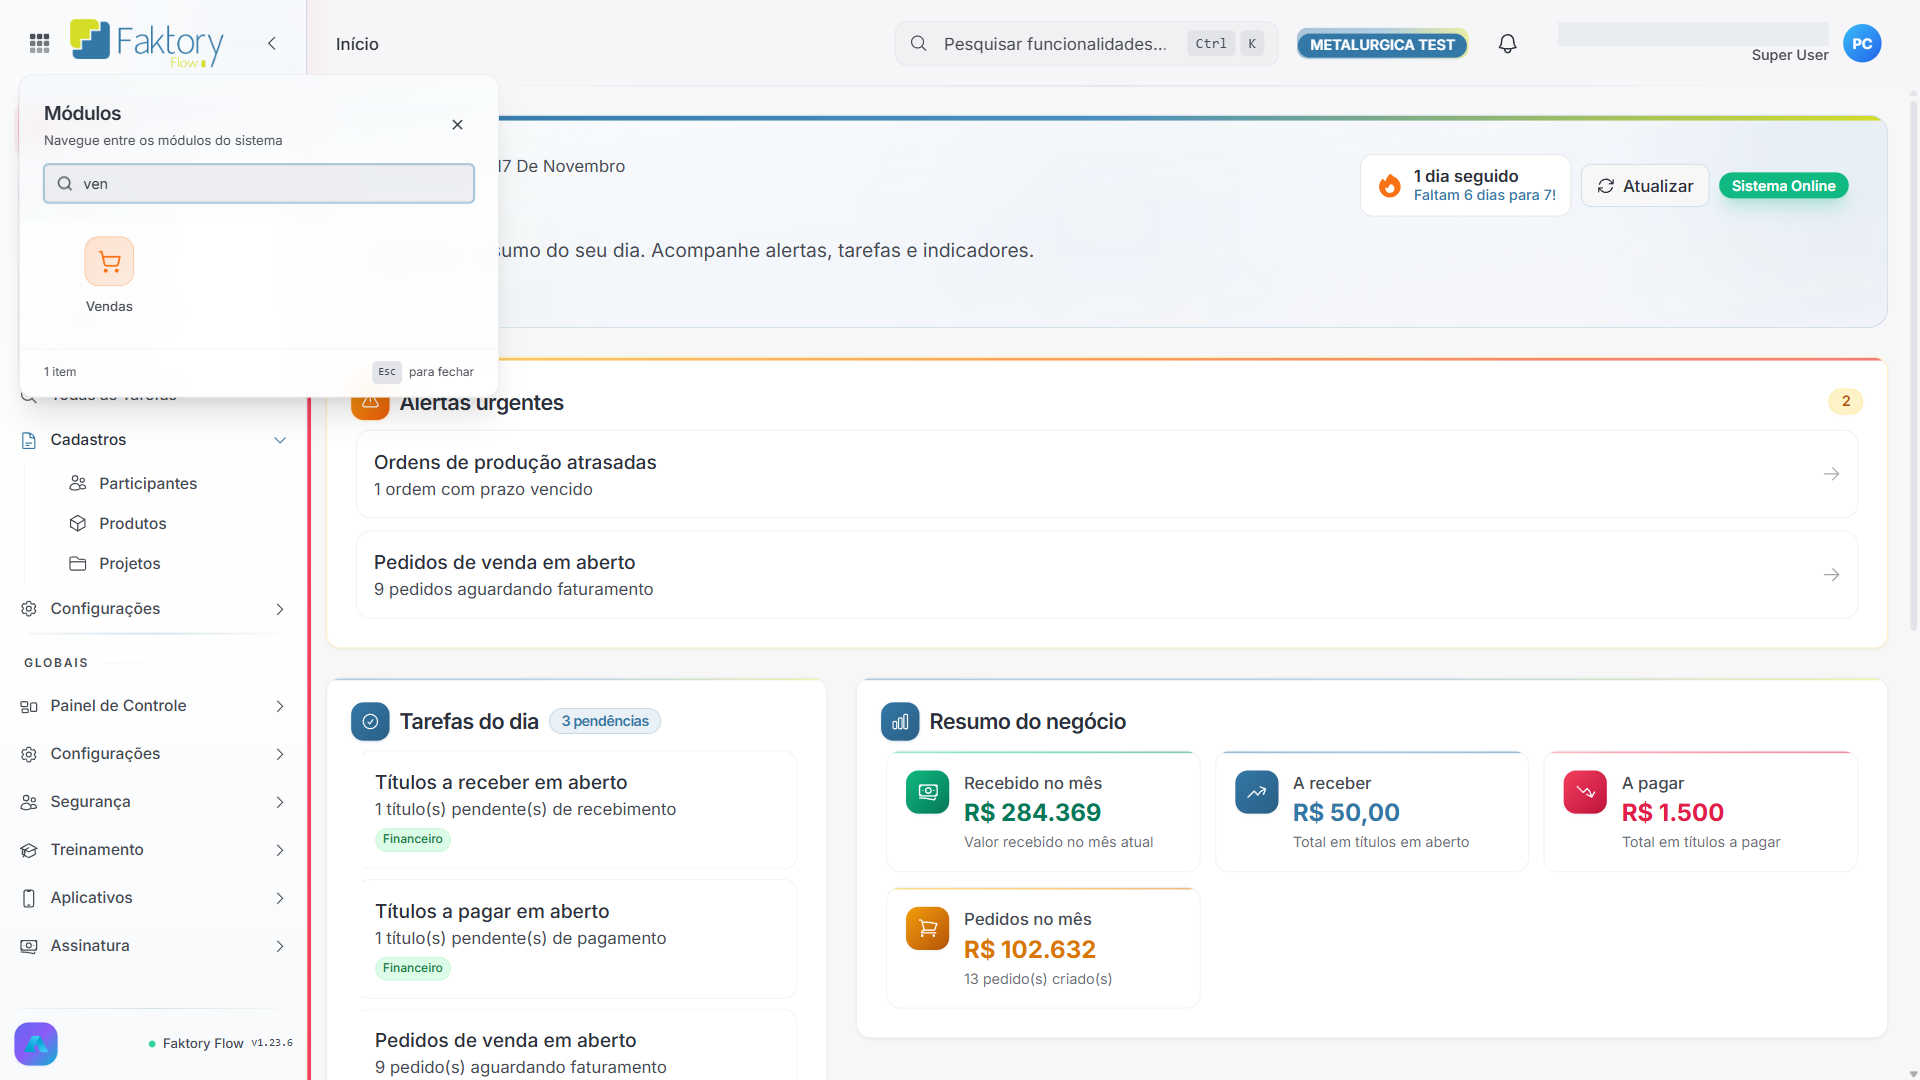 Faktory
Flow
Início
Pesquisar funcionalidades...
Ctrl
K
METALURGICA TEST
Super User
PC
Módulos
Navegue entre os módulos do sistema
ven
Vendas
1 item
Esc para fechar
17 De Novembro
sumo do seu dia. Acompanhe alertas, tarefas e indicadores.
1 dia seguido
Faltam 6 dias para 7!
Atualizar
Sistema Online
Todas as Tarefas
Cadastros
Participantes
Produtos
Projetos
Configurações
GLOBAIS
Painel de Controle
Configurações
Segurança
Treinamento
Aplicativos
Assinatura
Faktory Flow v1.23.6
Alertas urgentes
2
Ordens de produção atrasadas
1 ordem com prazo vencido
Pedidos de venda em aberto
9 pedidos aguardando faturamento
Tarefas do dia
3 pendências
Títulos a receber em aberto
1 título(s) pendente(s) de recebimento
Financeiro
Títulos a pagar em aberto
1 título(s) pendente(s) de pagamento
Financeiro
Pedidos de venda em aberto
9 pedido(s) aguardando faturamento
Resumo do negócio
Recebido no mês
R$ 284.369
Valor recebido no mês atual
A receber
R$ 50,00
Total em títulos em aberto
A pagar
R$ 1.500
Total em títulos a pagar
Pedidos no mês
R$ 102.632
13 pedido(s) criado(s)